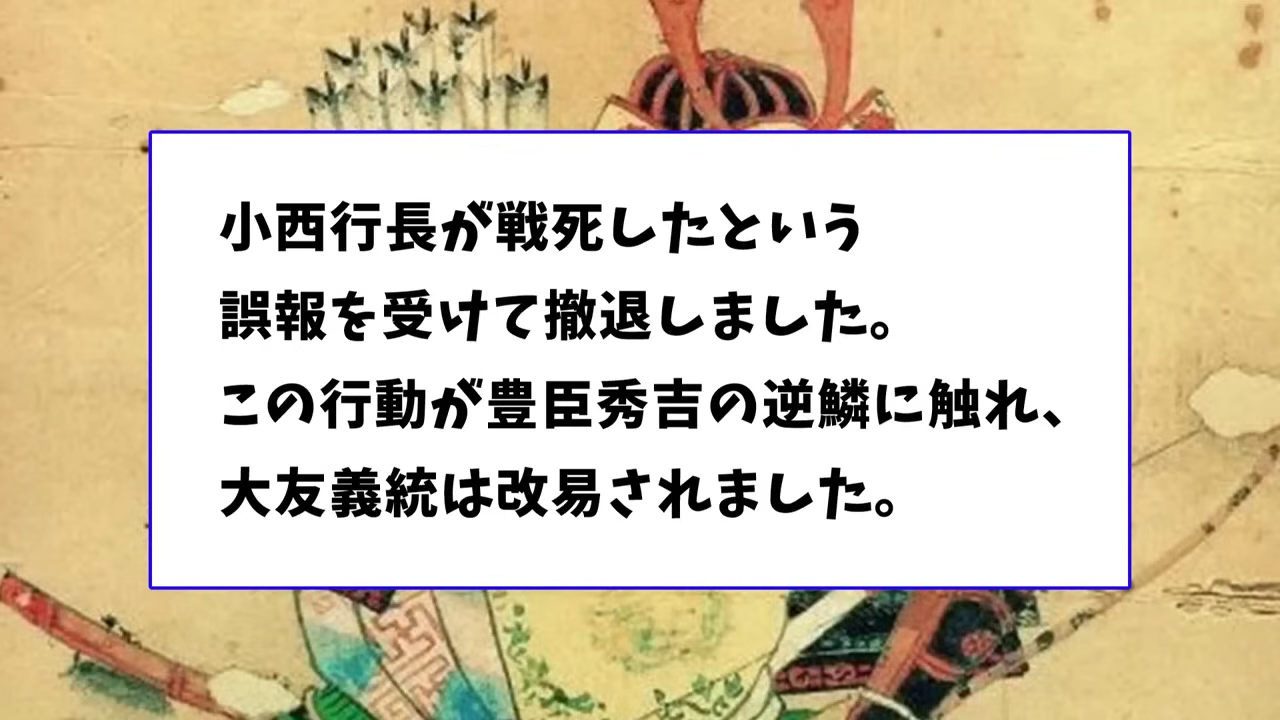 小西行長が戦死したという
誤報を受けて撤退しました。
この行動が豊臣秀吉の逆鱗に触れ、
大友義統は改易されました。